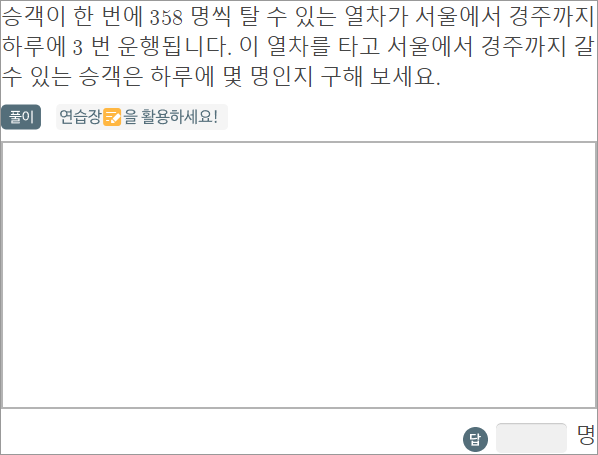 승객이 한 번에 358 명씩 탈 수 있는 열차가 서울에서 경주까지
하루에 3 번 운행됩니다. 이 열차를 타고 서울에서 경주까지 갈
수 있는 승객은 하루에 몇 명인지 구해 보세요.
풀이 연습장📝을 활용하세요!
답 명